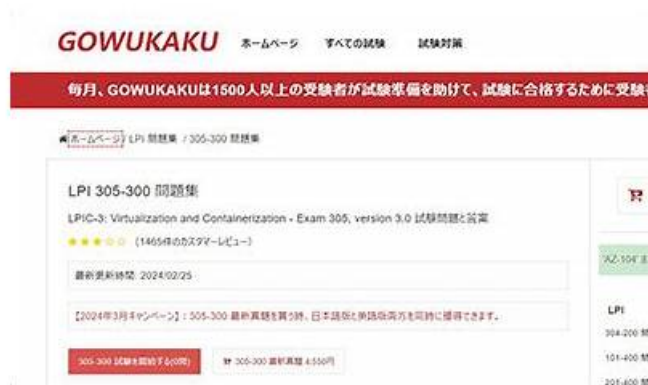 GOWUKAKU ホームページ すべての試験 試験対策
毎月、GOWUKAKUは1500人以上の受験者が試験準備を助けて、試験に合格するために受験
ホームページ/ LPI 問題集 / 305-300 問題集
LPI 305-300 問題集
LPIC-3: Virtualization and Containerization - Exam 305, version 3.0 試験問題と答案
(1465件のカスタマーレビュー)
'AZ-104'
最新更新時間: 2024/02/25
【2024年3月キャンペーン】:305-300 最新真題を買う時、日本語版と英語版両方を同時に獲得できます。
LPI
304-200
305-300 試験を開始する(0問) 305-300 最新真題 4,550円
101-400
201-400